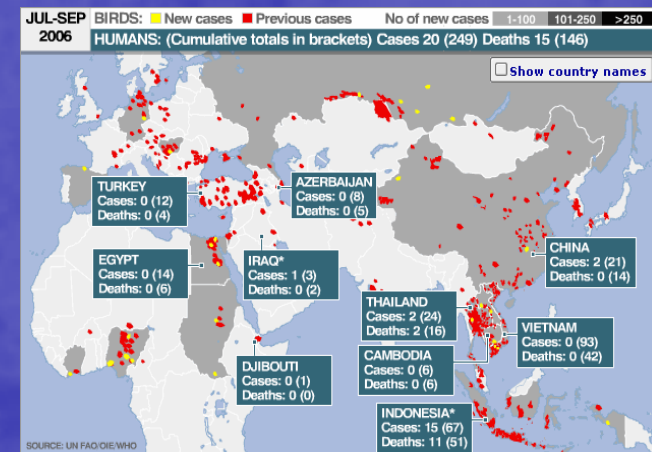 JUL-SEP
2006
BIRDS: New cases Previous cases No of new cases 1-100 101-250 >250
HUMANS: (Cumulative totals in brackets) Cases 20 (249) Deaths 15 (146)
Show country names
TURKEY
Cases: 0 (12)
Deaths: 0 (4)
AZERBAIJAN
Cases: 0 (8)
Deaths: 0 (5)
EGYPT
Cases: 0 (14)
Deaths: 0 (6)
IRAQ*
Cases: 1 (3)
Deaths: 0 (2)
CHINA
Cases: 2 (21)
Deaths: 0 (14)
THAILAND
Cases: 2 (24)
Deaths: 2 (16)
VIETNAM
Cases: 0 (93)
Deaths: 0 (42)
DJIBOUTI
Cases: 0 (1)
Deaths: 0 (0)
CAMBODIA
Cases: 0 (6)
Deaths: 0 (6)
INDONESIA*
Cases: 15 (67)
Deaths: 11 (51)
SOURCE: UN FAO/OIE/WHO